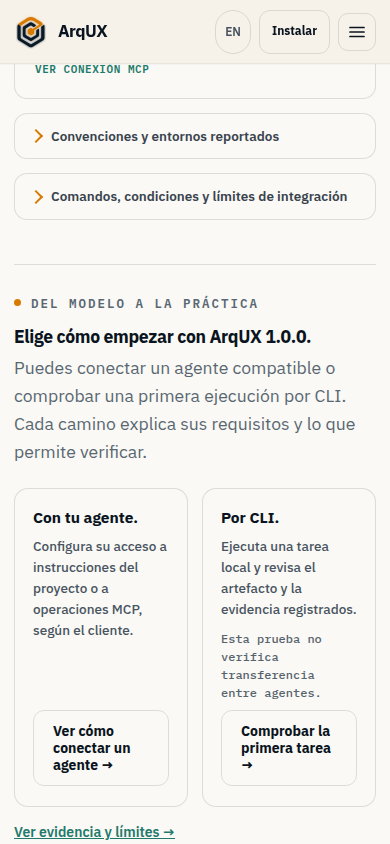 ArqUX
EN
Instalar
VER CONEXIÓN MCP
Convenciones y entornos reportados
Comandos, condiciones y límites de integración
DEL MODELO A LA PRÁCTICA
Elige cómo empezar con ArqUX 1.0.0.
Puedes conectar un agente compatible o
comprobar una primera ejecución por CLI.
Cada camino explica sus requisitos y lo que
permite verificar.
Con tu agente.
Configura su acceso a
instrucciones del
proyecto o a
operaciones MCP,
según el cliente.
Ver cómo
conectar un
agente →
Por CLI.
Ejecuta una tarea
local y revisa el
artefacto y la
evidencia registrados.
Esta prueba no
verifica
transferencia
entre agentes.
Comprobar la
primera tarea
→
Ver evidencia y límites →